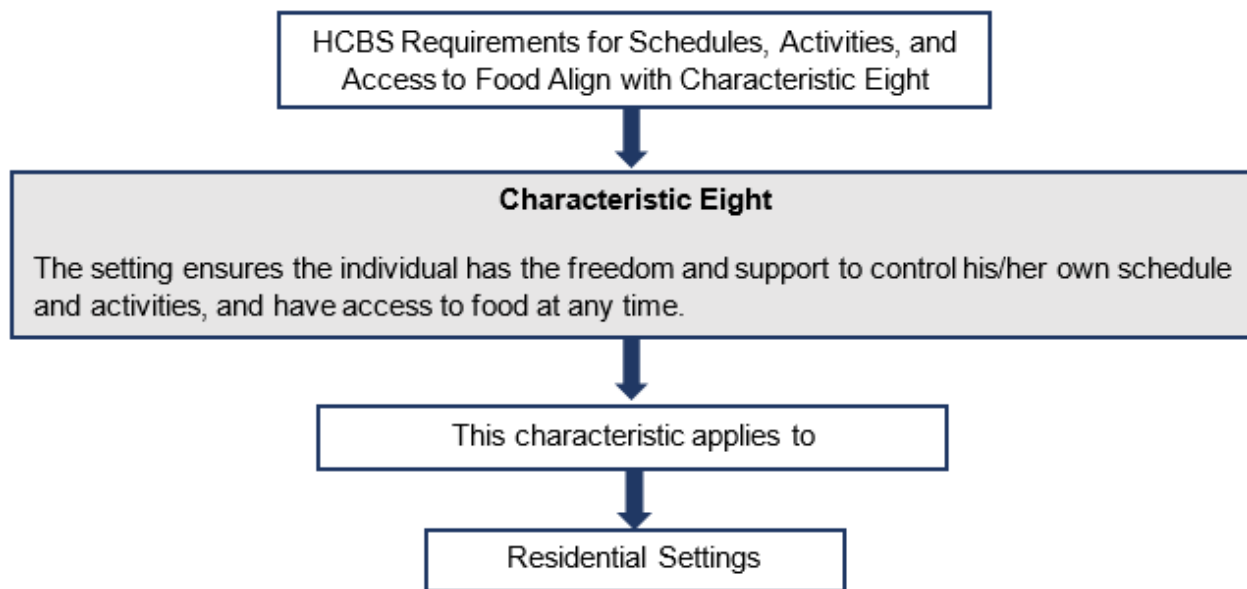 HCBS Requirements for Schedules, Activities, and
Access to Food Align with Characteristic Eight
Characteristic Eight
The setting ensures the individual has the freedom and support to control his/her own schedule
and activities, and have access to food at any time.
This characteristic applies to
Residential Settings